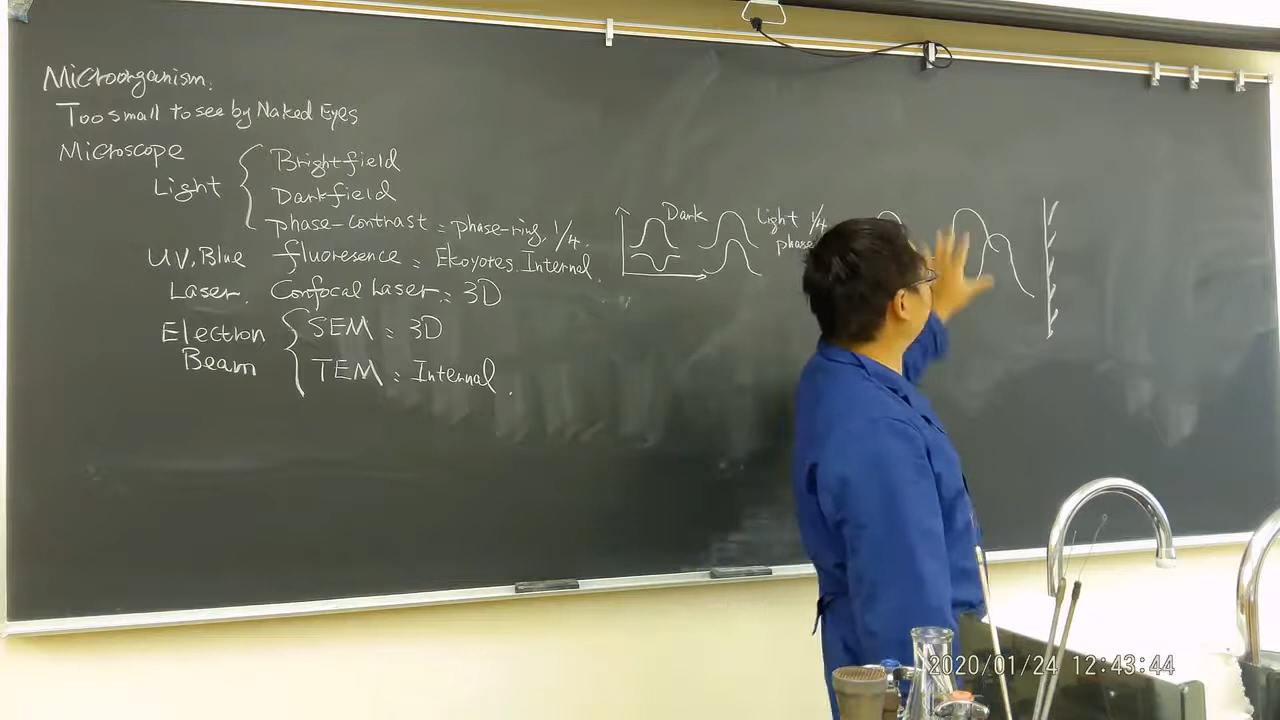 Microorganism.
Too small to see by Naked Eyes
Microscope
Light { Brightfield
Darkfield
phase-contrast : phase-ring, 1/4.
UV, Blue fluoresence : Ekoyotes Internal.
Laser. Confocal Laser : 3D
Electron Beam { SEM : 3D
TEM : Internal.
Dark
Light 1/4
phase
2020/01/24 12:43:44